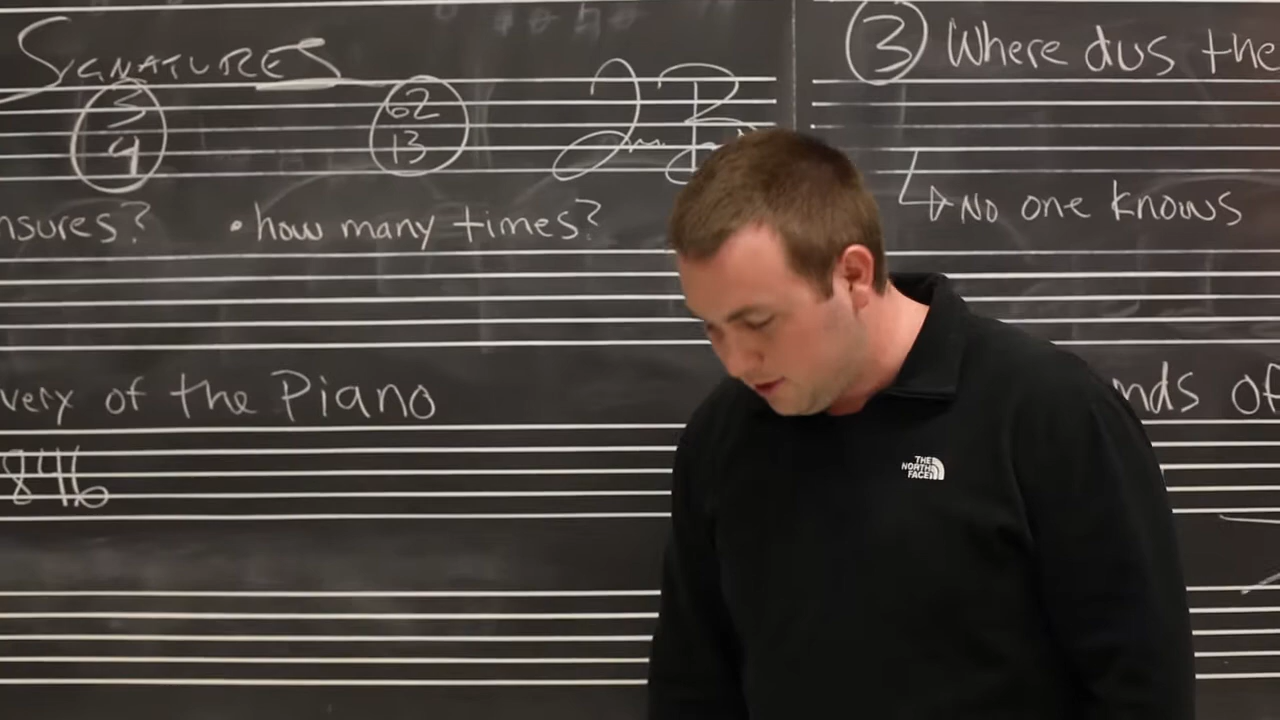 SIGNATURES
3
4
62
13
nsures? • how many times?
very of the Piano
846
3 Where dus the
No one knows
nds of
THE
NORTH
FACE